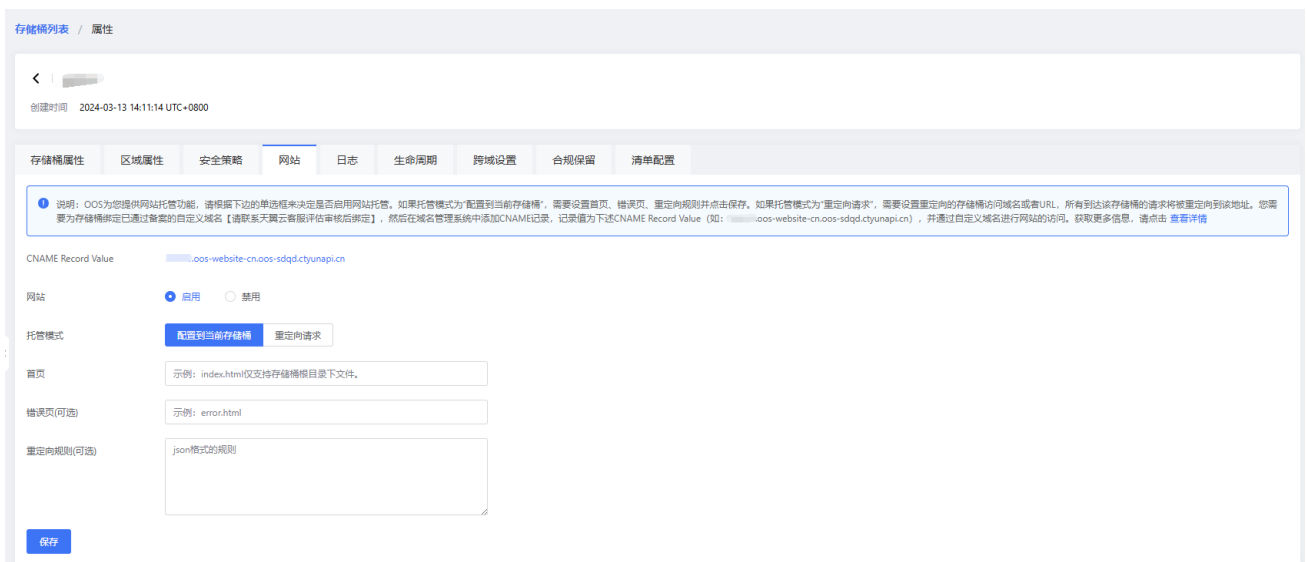 存储桶列表 / 属性
创建时间 2024-03-13 14:11:14 UTC+0800
存储桶属性 区域属性 安全策略 网站 日志 生命周期 跨域设置 合规保留 清单配置
说明：OOS为您提供网站托管功能，请根据下边的单选框来决定是否启用网站托管。如果托管模式为“配置到当前存储桶”，需要设置首页、错误页、重定向规则并点击保存。如果托管模式为“重定向请求”，需要设置重定向的存储桶访问域名或者URL，所有到达该存储桶的请求将被重定向到该地址。您需
要为存储桶绑定已通过备案的自定义域名【请联系天翼云客服评估审核后绑定】，然后在域名管理系统中添加CNAME记录，记录值为下述CNAME Record Value（如： .oos-website-cn.oos-sdqd.ctyunapi.cn），并通过自定义域名进行网站的访问。获取更多信息，请点击 查看详情
CNAME Record Value .oos-website-cn.oos-sdqd.ctyunapi.cn
网站 启用 禁用
托管模式 配置到当前存储桶 重定向请求
首页 示例：index.html仅支持存储桶根目录下文件。
错误页(可选) 示例：error.html
重定向规则(可选) json格式的规则
保存